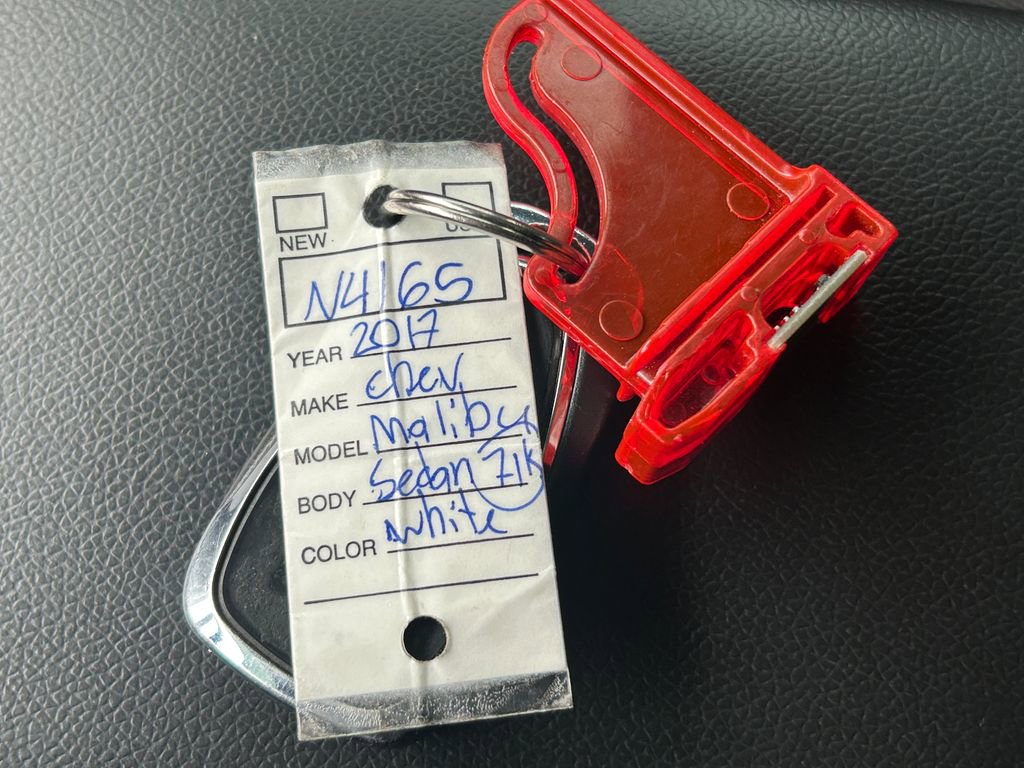 NEW
N4165
YEAR 2017
MAKE chev.
MODEL Malibu
BODY Sedan 71k
COLOR white